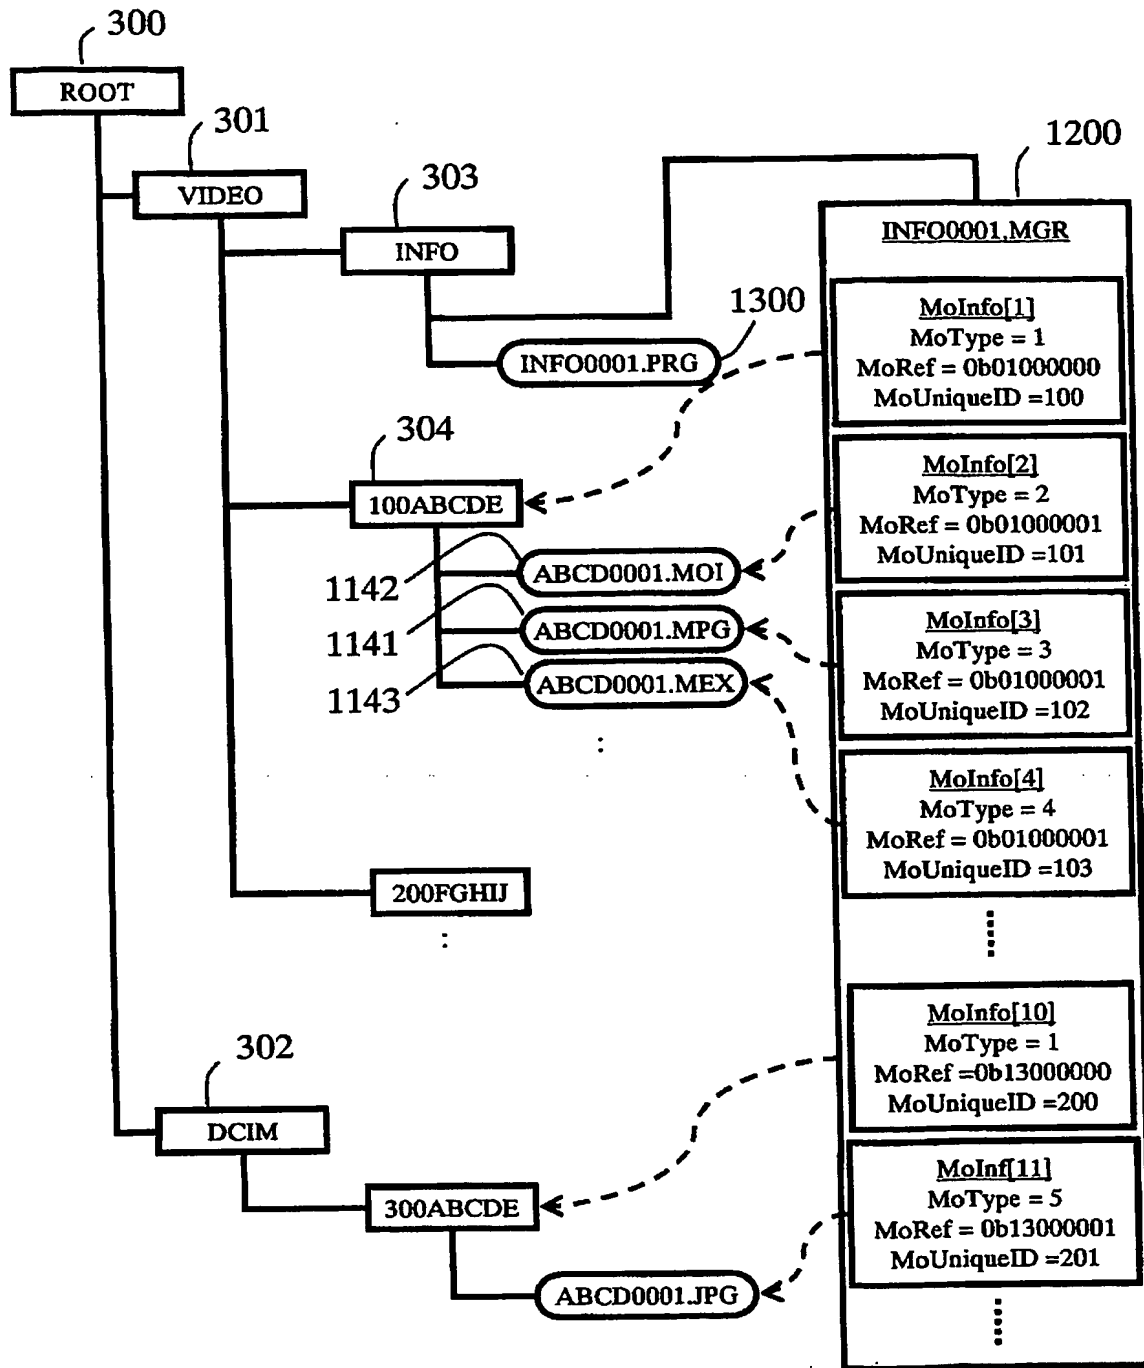 300
ROOT
301
VIDEO
303
INFO
1300
INFO0001.PRG
304
100ABCDE
1142
ABCD0001.MOI
1141
ABCD0001.MPG
1143
ABCD0001.MEX
:
200FGHIJ
:
302
DCIM
300ABCDE
ABCD0001.JPG
1200
INFO0001.MGR
MoInfo[1]
MoType = 1
MoRef = 0b01000000
MoUniqueID =100
MoInfo[2]
MoType = 2
MoRef = 0b01000001
MoUniqueID =101
MoInfo[3]
MoType = 3
MoRef = 0b01000001
MoUniqueID =102
MoInfo[4]
MoType = 4
MoRef = 0b01000001
MoUniqueID =103
MoInfo[10]
MoType = 1
MoRef =0b13000000
MoUniqueID =200
MoInf[11]
MoType = 5
MoRef = 0b13000001
MoUniqueID =201